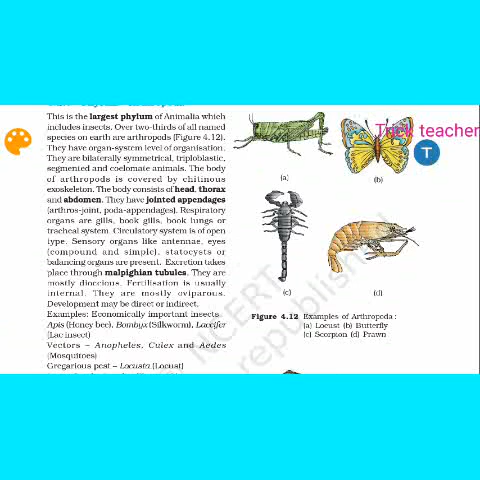 This is the largest phylum of Animalia which
includes insects. Over two-thirds of all named
species on earth are arthropods (Figure 4.12).
They have organ-system level of organisation.
They are bilaterally symmetrical, triploblastic,
segmented and coelomate animals. The body
of arthropods is covered by chitinous
exoskeleton. The body consists of head, thorax
and abdomen. They have jointed appendages
(arthros-joint, poda-appendages). Respiratory
organs are gills, book gills, book lungs or
tracheal system. Circulatory system is of open
type. Sensory organs like antennae, eyes
(compound and simple), statocysts or
balancing organs are present. Excretion takes
place through malpighian tubules. They are
mostly dioecious. Fertilisation is usually
internal. They are mostly oviparous.
Development may be direct or indirect.
Examples: Economically important insects –
Apis (Honey bee), Bombyx (Silkworm), Laccifer
(Lac insect)
Vectors – Anopheles, Culex and Aedes
(Mosquitoes)
Gregarious pest – Locusta (Locust)
teacher
T
(a)
(b)
(c)
(d)
Figure 4.12 Examples of Arthropoda :
(a) Locust (b) Butterfly
(c) Scorpion (d) Prawn
NCERT
republished